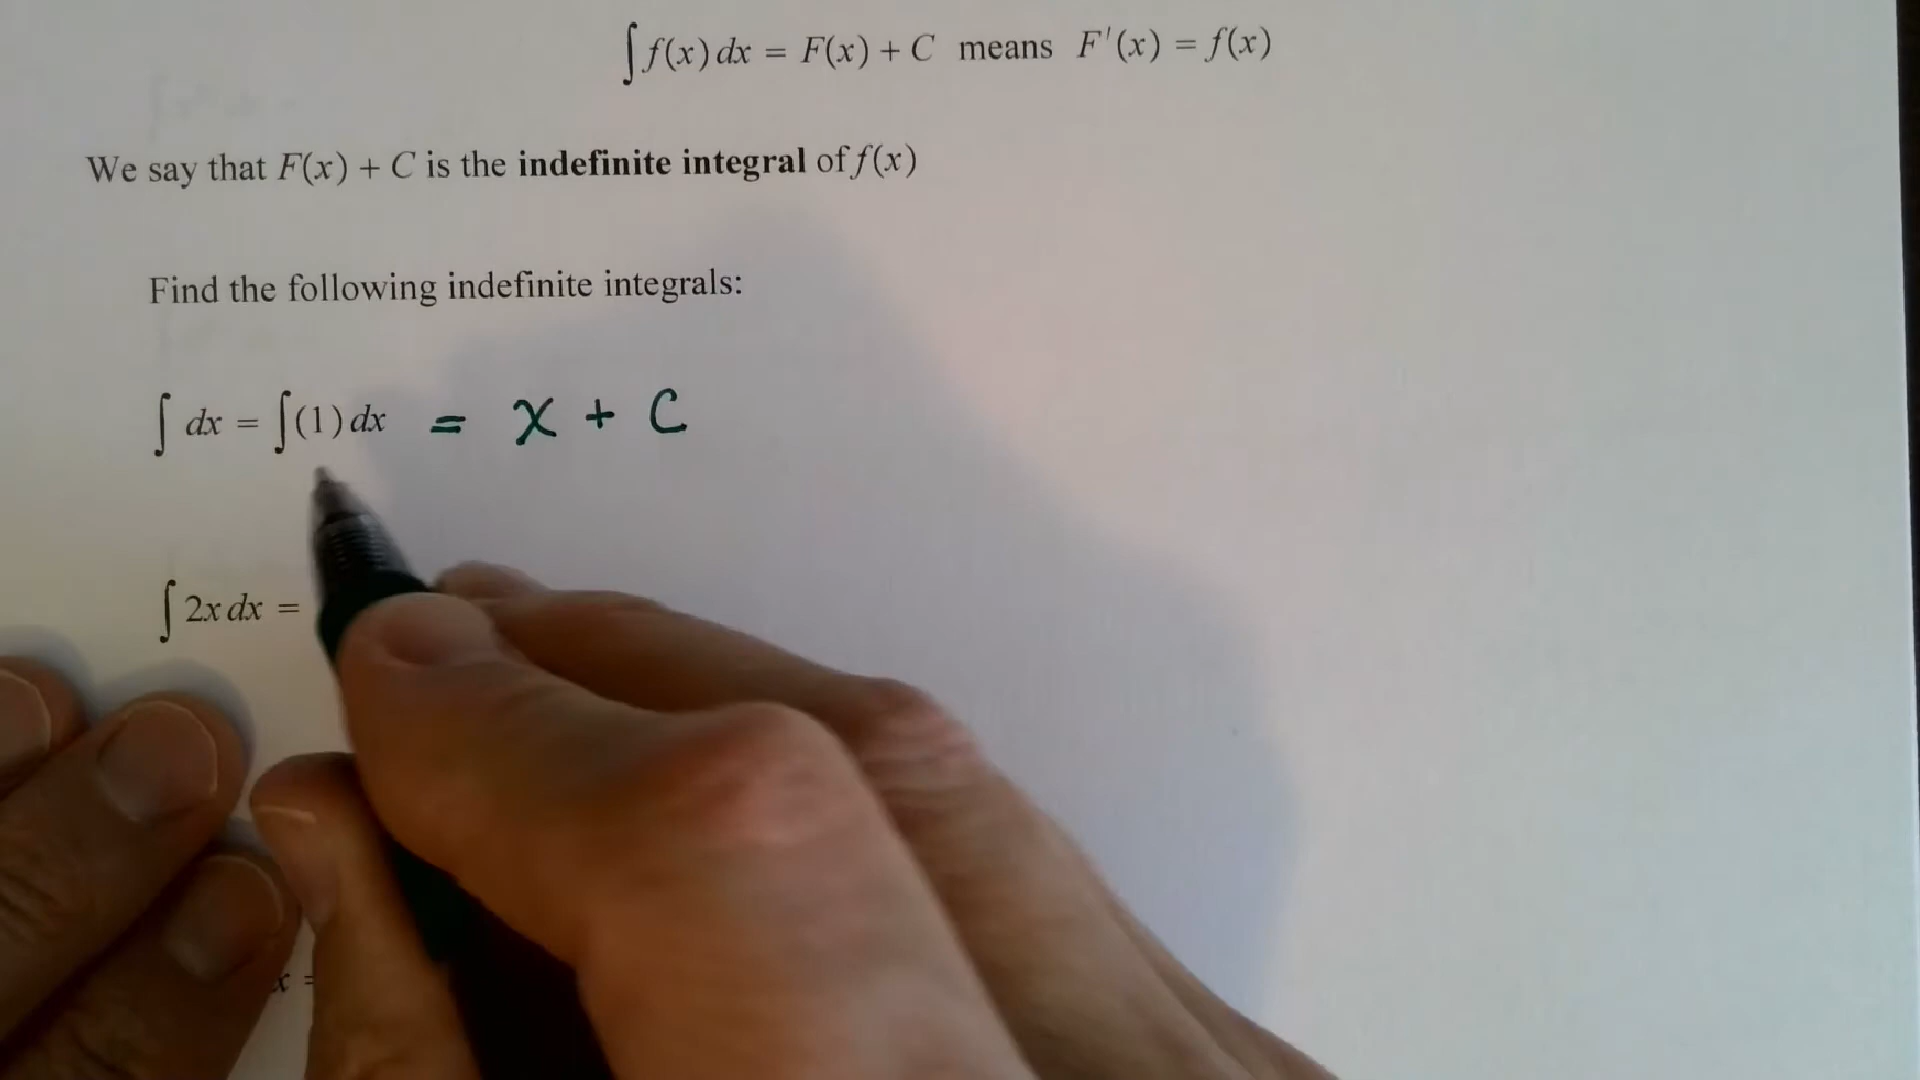 ∫ f(x) dx = F(x) + C means F'(x) = f(x)
We say that F(x) + C is the indefinite integral of f(x)
Find the following indefinite integrals:
∫ dx = ∫(1) dx = x + C
∫ 2x dx =
x =